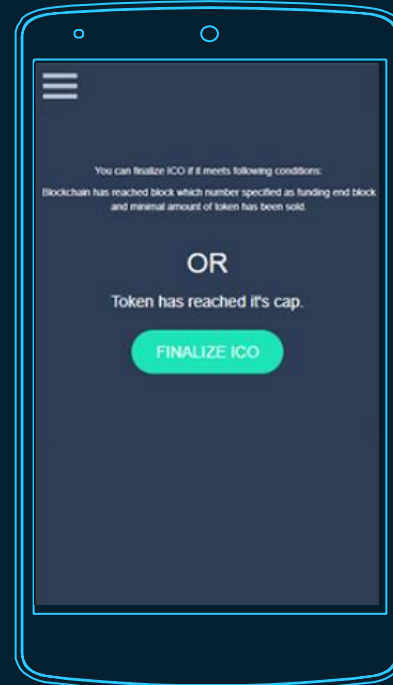 You can finalize ICO if it meets following conditions:
Blockchain has reached block which number specified as funding end block
and minimal amount of token has been sold.
OR
Token has reached it's cap.
FINALIZE ICO